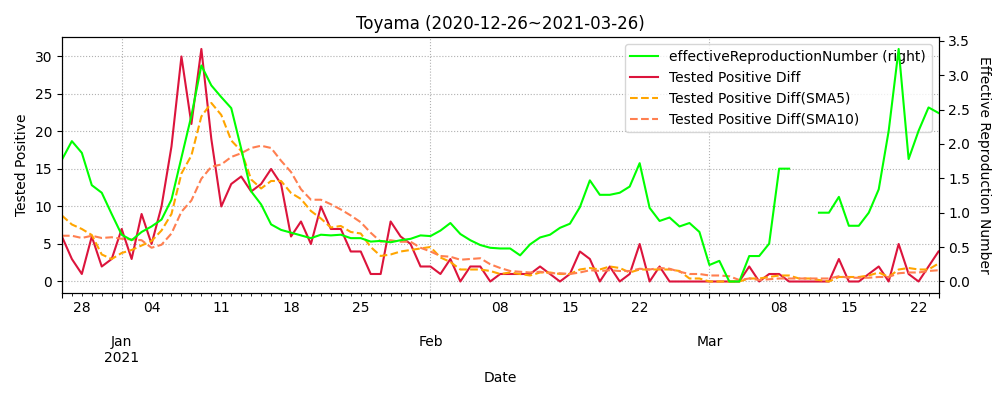 Toyama (2020-12-26~2021-03-26)
effectiveReproductionNumber (right)
Tested Positive Diff
Tested Positive Diff(SMA5)
Tested Positive Diff(SMA10)
Tested Positive
30
25
20
15
10
5
0
Effective Reproduction Number
3.5
3.0
2.5
2.0
1.5
1.0
0.5
0.0
28 04 11 18 25 08 15 22 08 15 22
Jan Feb Mar
2021
Date